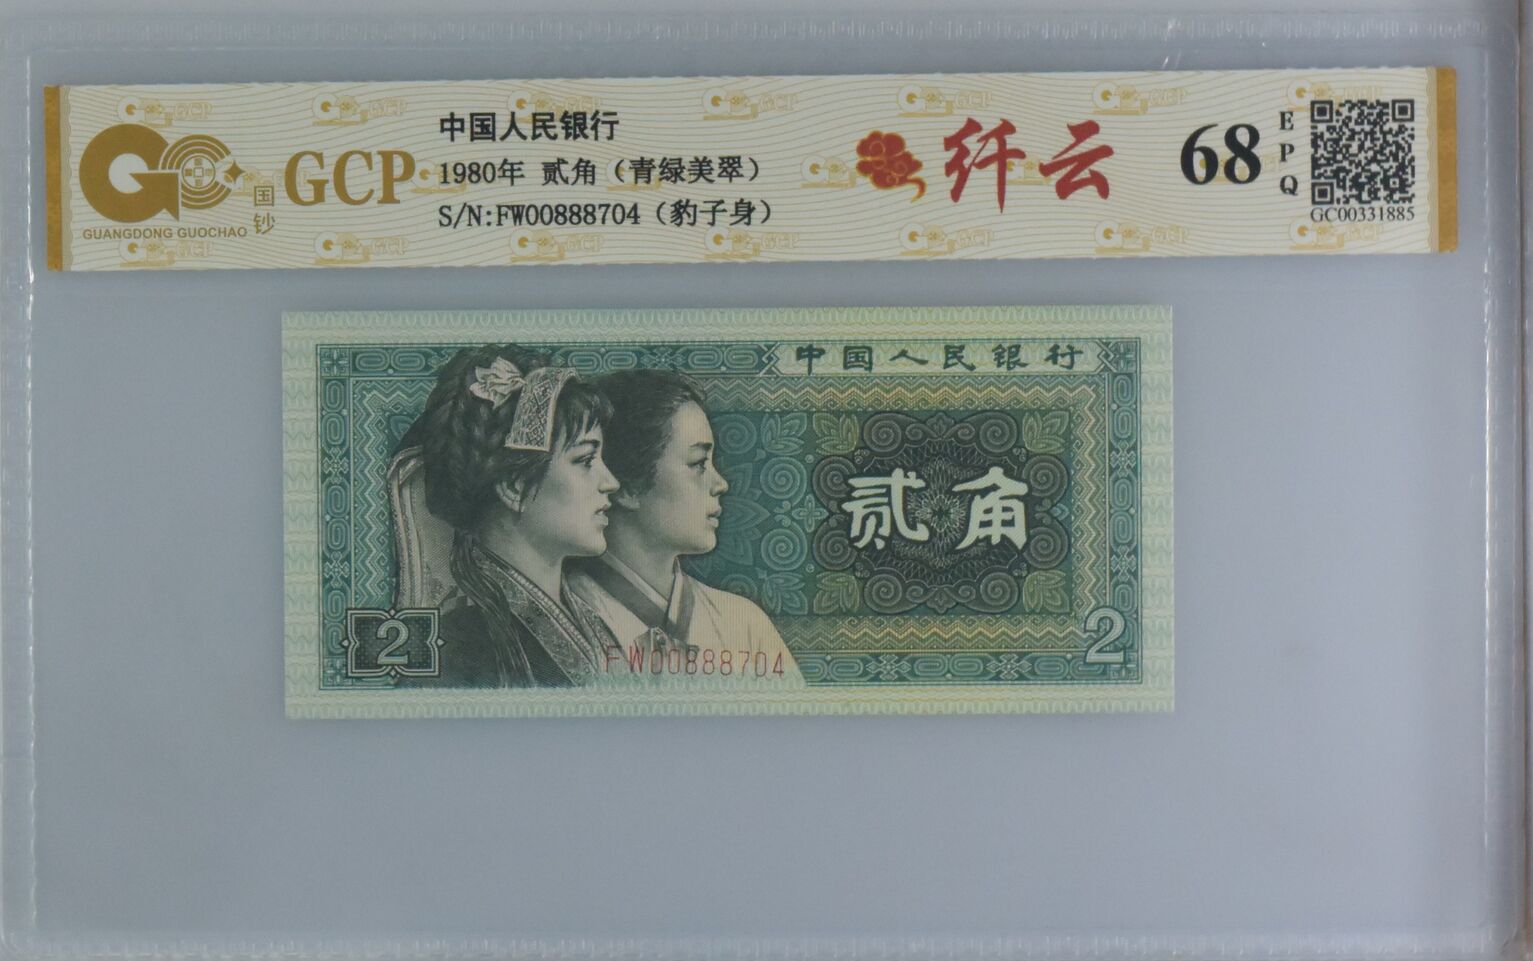 GUANGDONG GUOCHAO
国钞
GCP
中国人民银行
1980年 贰角（青绿美翠）
S/N:FW00888704（豹子身）
纤云
68
EPQ
GC00331885
中国人民银行
贰角
2
2
FW00888704